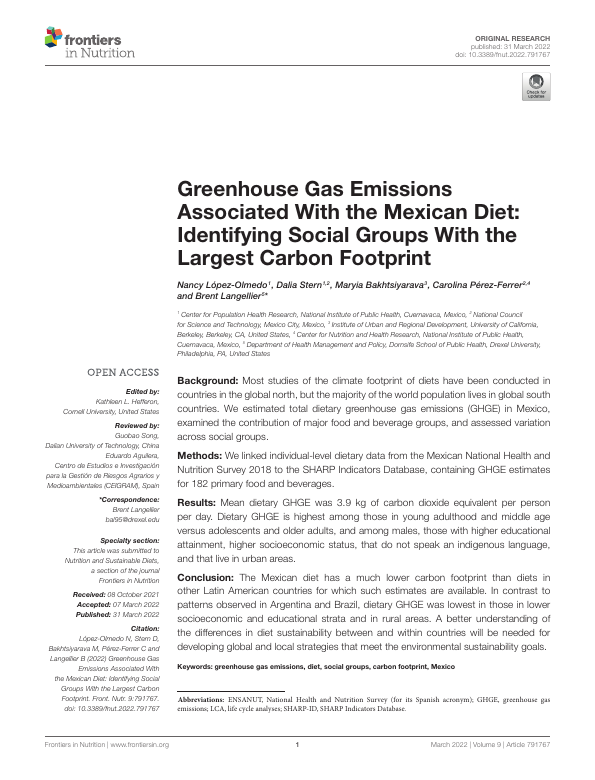 frontiers
in Nutrition
ORIGINAL RESEARCH
published: 31 March 2022
doi: 10.3389/fnut.2022.791767
Check for
updates
Greenhouse Gas Emissions
Associated With the Mexican Diet:
Identifying Social Groups With the
Largest Carbon Footprint
Nancy López-Olmedo1, Dalia Stern1,2, Maryia Bakhtsiyarava3, Carolina Pérez-Ferrer2,4
and Brent Langellier5*
1 Center for Population Health Research, National Institute of Public Health, Cuernavaca, Mexico, 2 National Council
for Science and Technology, Mexico City, Mexico, 3 Institute of Urban and Regional Development, University of California,
Berkeley, Berkeley, CA, United States, 4 Center for Nutrition and Health Research, National Institute of Public Health,
Cuernavaca, Mexico, 5 Department of Health Management and Policy, Dornsife School of Public Health, Drexel University,
Philadelphia, PA, United States
OPEN ACCESS
Edited by:
Kathleen L. Hefferon,
Cornell University, United States
Reviewed by:
Guobao Song,
Dalian University of Technology, China
Eduardo Aguilera,
Centro de Estudios e Investigación
para la Gestión de Riesgos Agrarios y
Medioambientales (CEIGRAM), Spain
*Correspondence:
Brent Langellier
bal95@drexel.edu
Specialty section:
This article was submitted to
Nutrition and Sustainable Diets,
a section of the journal
Frontiers in Nutrition
Received: 08 October 2021
Accepted: 07 March 2022
Published: 31 March 2022
Citation:
López-Olmedo N, Stern D,
Bakhtsiyarava M, Pérez-Ferrer C and
Langellier B (2022) Greenhouse Gas
Emissions Associated With
the Mexican Diet: Identifying Social
Groups With the Largest Carbon
Footprint. Front. Nutr. 9:791767.
doi: 10.3389/fnut.2022.791767
Background: Most studies of the climate footprint of diets have been conducted in
countries in the global north, but the majority of the world population lives in global south
countries. We estimated total dietary greenhouse gas emissions (GHGE) in Mexico,
examined the contribution of major food and beverage groups, and assessed variation
across social groups.
Methods: We linked individual-level dietary data from the Mexican National Health and
Nutrition Survey 2018 to the SHARP Indicators Database, containing GHGE estimates
for 182 primary food and beverages.
Results: Mean dietary GHGE was 3.9 kg of carbon dioxide equivalent per person
per day. Dietary GHGE is highest among those in young adulthood and middle age
versus adolescents and older adults, and among males, those with higher educational
attainment, higher socioeconomic status, that do not speak an indigenous language,
and that live in urban areas.
Conclusion: The Mexican diet has a much lower carbon footprint than diets in
other Latin American countries for which such estimates are available. In contrast to
patterns observed in Argentina and Brazil, dietary GHGE was lowest in those in lower
socioeconomic and educational strata and in rural areas. A better understanding of
the differences in diet sustainability between and within countries will be needed for
developing global and local strategies that meet the environmental sustainability goals.
Keywords: greenhouse gas emissions, diet, social groups, carbon footprint, Mexico
Abbreviations: ENSANUT, National Health and Nutrition Survey (for its Spanish acronym); GHGE, greenhouse gas
emissions; LCA, life cycle analyses; SHARP-ID, SHARP Indicators Database.
Frontiers in Nutrition | www.frontiersin.org
1
March 2022 | Volume 9 | Article 791767